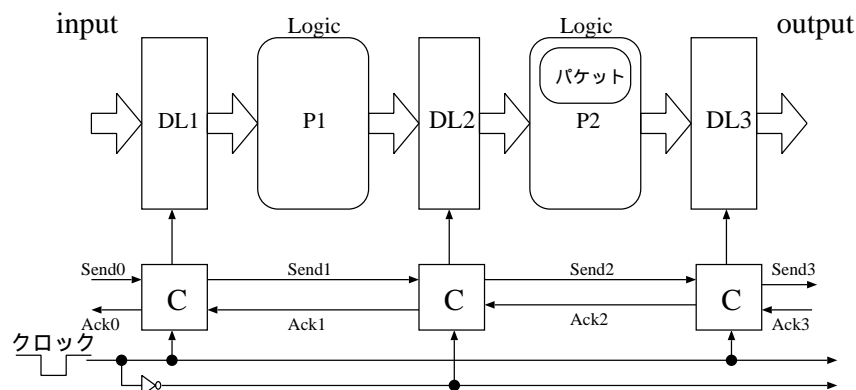 input
Logic
Logic
output
DL1
P1
DL2
パケット
P2
DL3
Send0
Send1
Send2
Send3
C
C
C
Ack0
Ack1
Ack2
Ack3
クロック